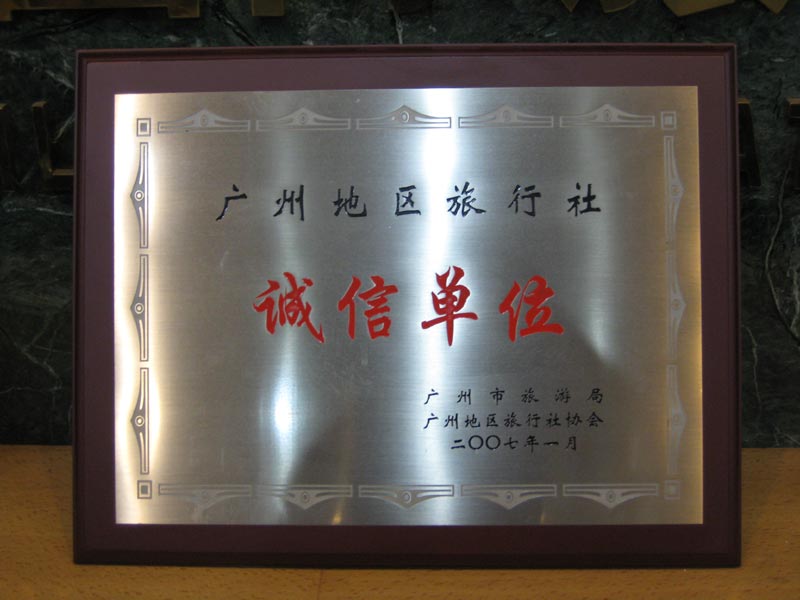 广州地区旅行社
诚信单位
广州市旅游局
广州地区旅行社协会
二〇〇七年一月